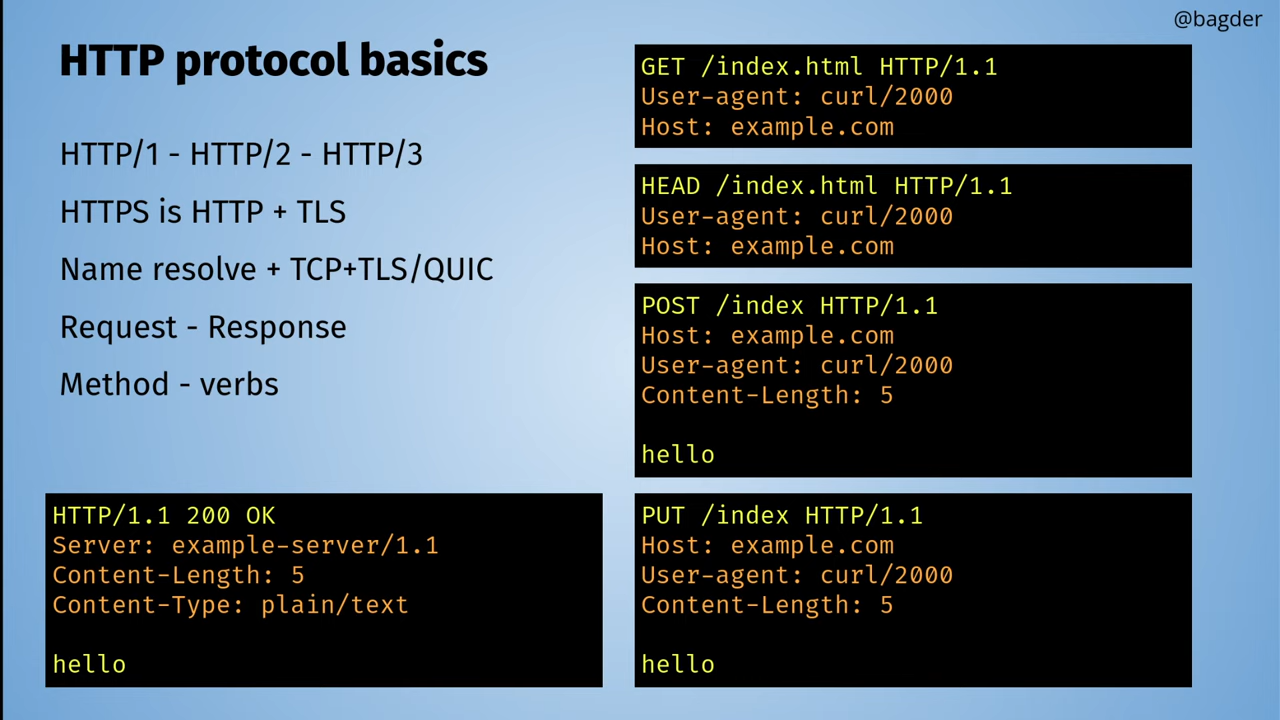 @bagder
HTTP protocol basics
HTTP/1 - HTTP/2 - HTTP/3
HTTPS is HTTP + TLS
Name resolve + TCP+TLS/QUIC
Request - Response
Method - verbs
HTTP/1.1 200 OK
Server: example-server/1.1
Content-Length: 5
Content-Type: plain/text
hello
GET /index.html HTTP/1.1
User-agent: curl/2000
Host: example.com
HEAD /index.html HTTP/1.1
User-agent: curl/2000
Host: example.com
POST /index HTTP/1.1
Host: example.com
User-agent: curl/2000
Content-Length: 5
hello
PUT /index HTTP/1.1
Host: example.com
User-agent: curl/2000
Content-Length: 5
hello